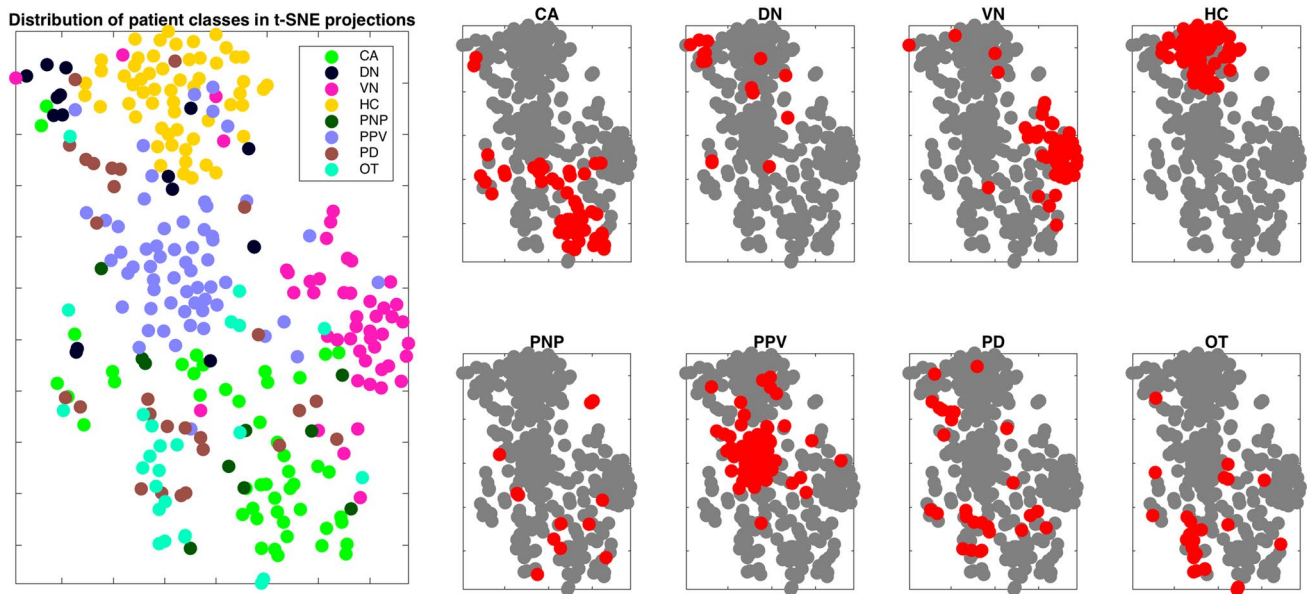 Distribution of patient classes in t-SNE projections
CA
DN
VN
HC
PNP
PPV
PD
OT
CA
DN
VN
HC
PNP
PPV
PD
OT